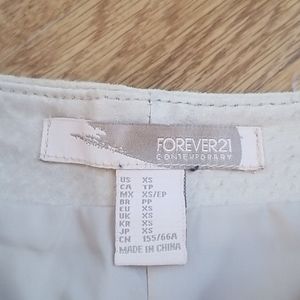 FOREVER21
CONTEMPORARY
US XS
CA TP
MX XS/EP
BR PP
EU XS
UK XS
KR XS
JP XS
CN 155/66A
MADE IN CHINA